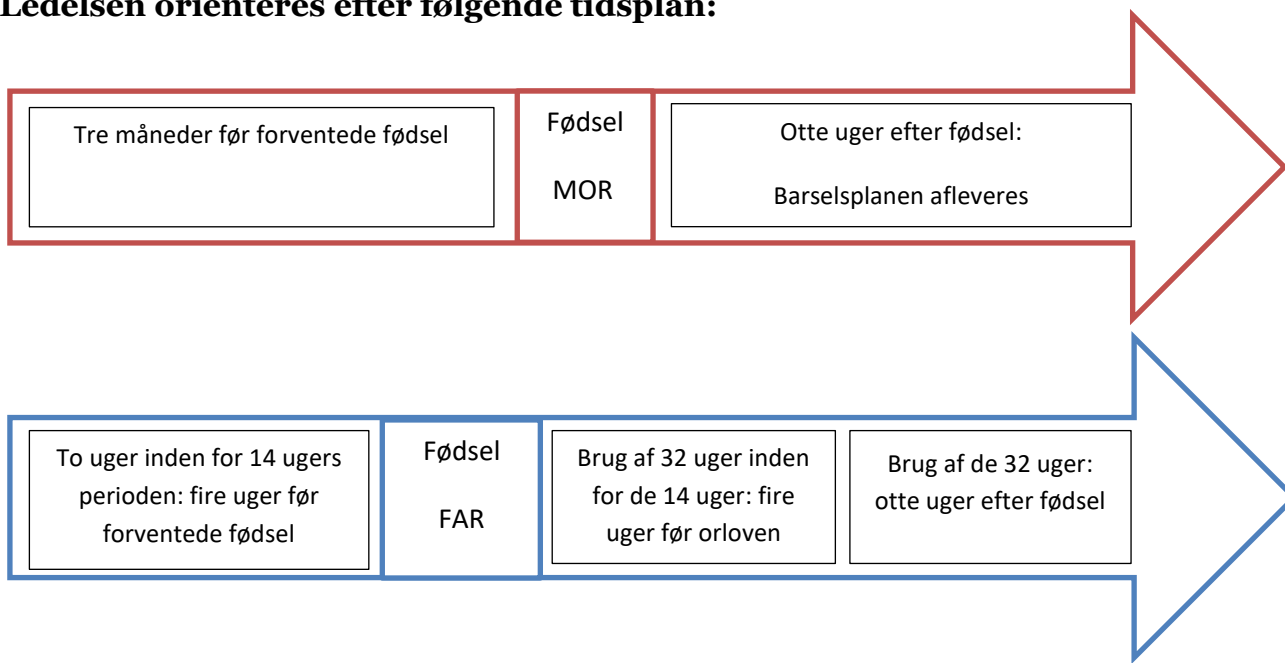 Ledelsen orienteres efter følgende tidsplan:
Tre måneder før forventede fødsel
Fødsel
MOR
Otte uger efter fødsel:
Barselsplanen afleveres
To uger inden for 14 ugers
perioden: fire uger før
forventede fødsel
Fødsel
FAR
Brug af 32 uger inden
for de 14 uger: fire
uger før orloven
Brug af de 32 uger:
otte uger efter fødsel